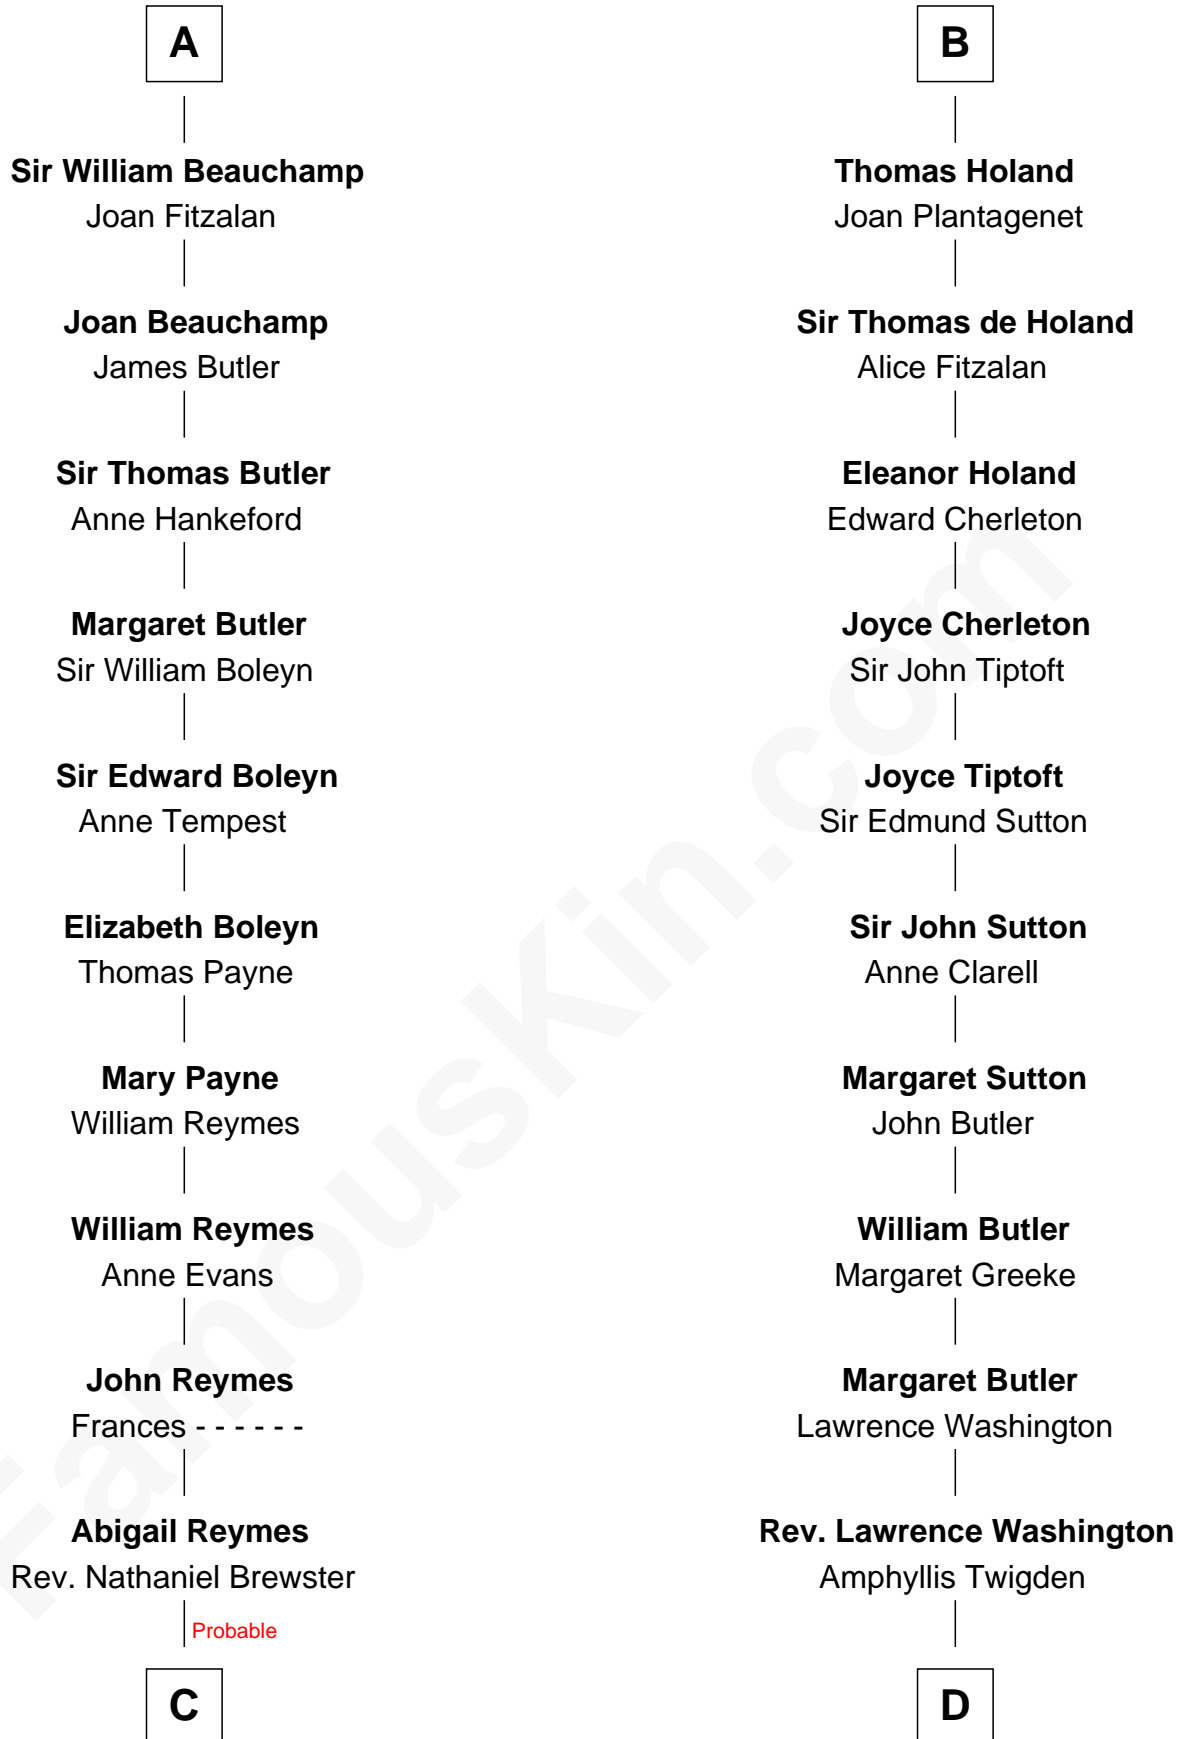 A
Sir William Beauchamp
Joan Fitzalan
Joan Beauchamp
James Butler
Sir Thomas Butler
Anne Hankeford
Margaret Butler
Sir William Boleyn
Sir Edward Boleyn
Anne Tempest
Elizabeth Boleyn
Thomas Payne
Mary Payne
William Reymes
William Reymes
Anne Evans
John Reymes
Frances - - - - - -
Abigail Reymes
Rev. Nathaniel Brewster
Probable
C
B
Thomas Holand
Joan Plantagenet
Sir Thomas de Holand
Alice Fitzalan
Eleanor Holand
Edward Cherleton
Joyce Cherleton
Sir John Tiptoft
Joyce Tiptoft
Sir Edmund Sutton
Sir John Sutton
Anne Clarell
Margaret Sutton
John Butler
William Butler
Margaret Greeke
Margaret Butler
Lawrence Washington
Rev. Lawrence Washington
Amphyllis Twigden
D
FamousKin.com